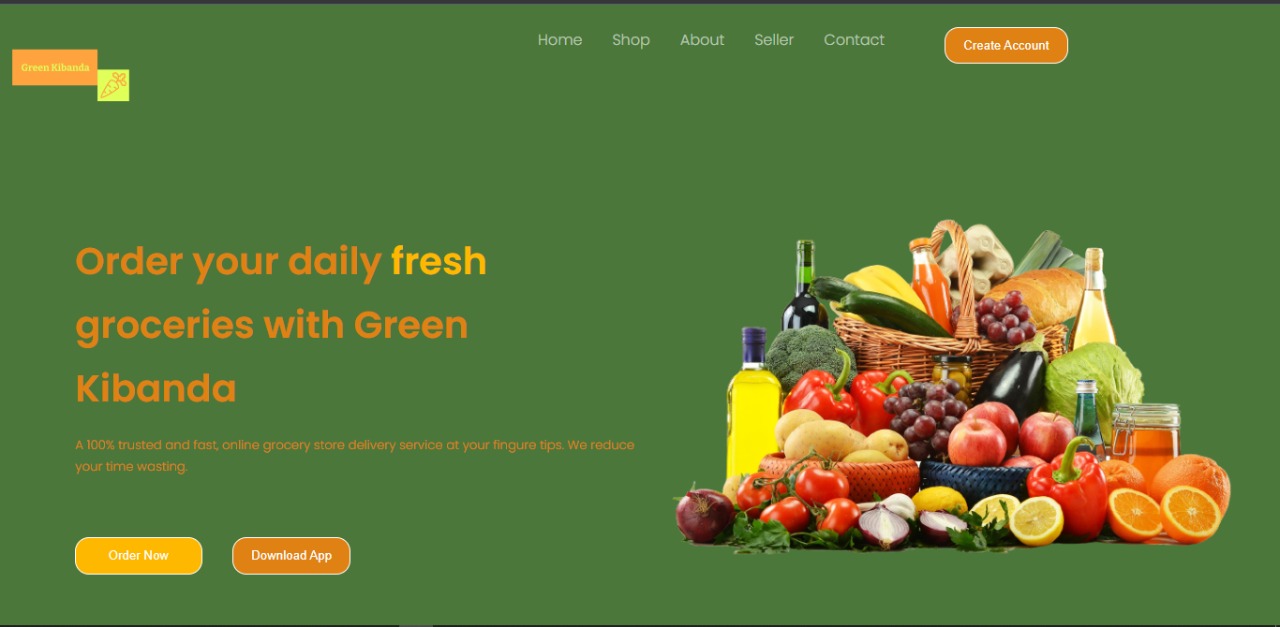 Home Shop About Seller Contact Create Account
Green Kibanda
Order your daily fresh
groceries with Green
Kibanda
A 100% trusted and fast, online grocery store delivery service at your fingure tips. We reduce
your time wasting.
Order Now Download App